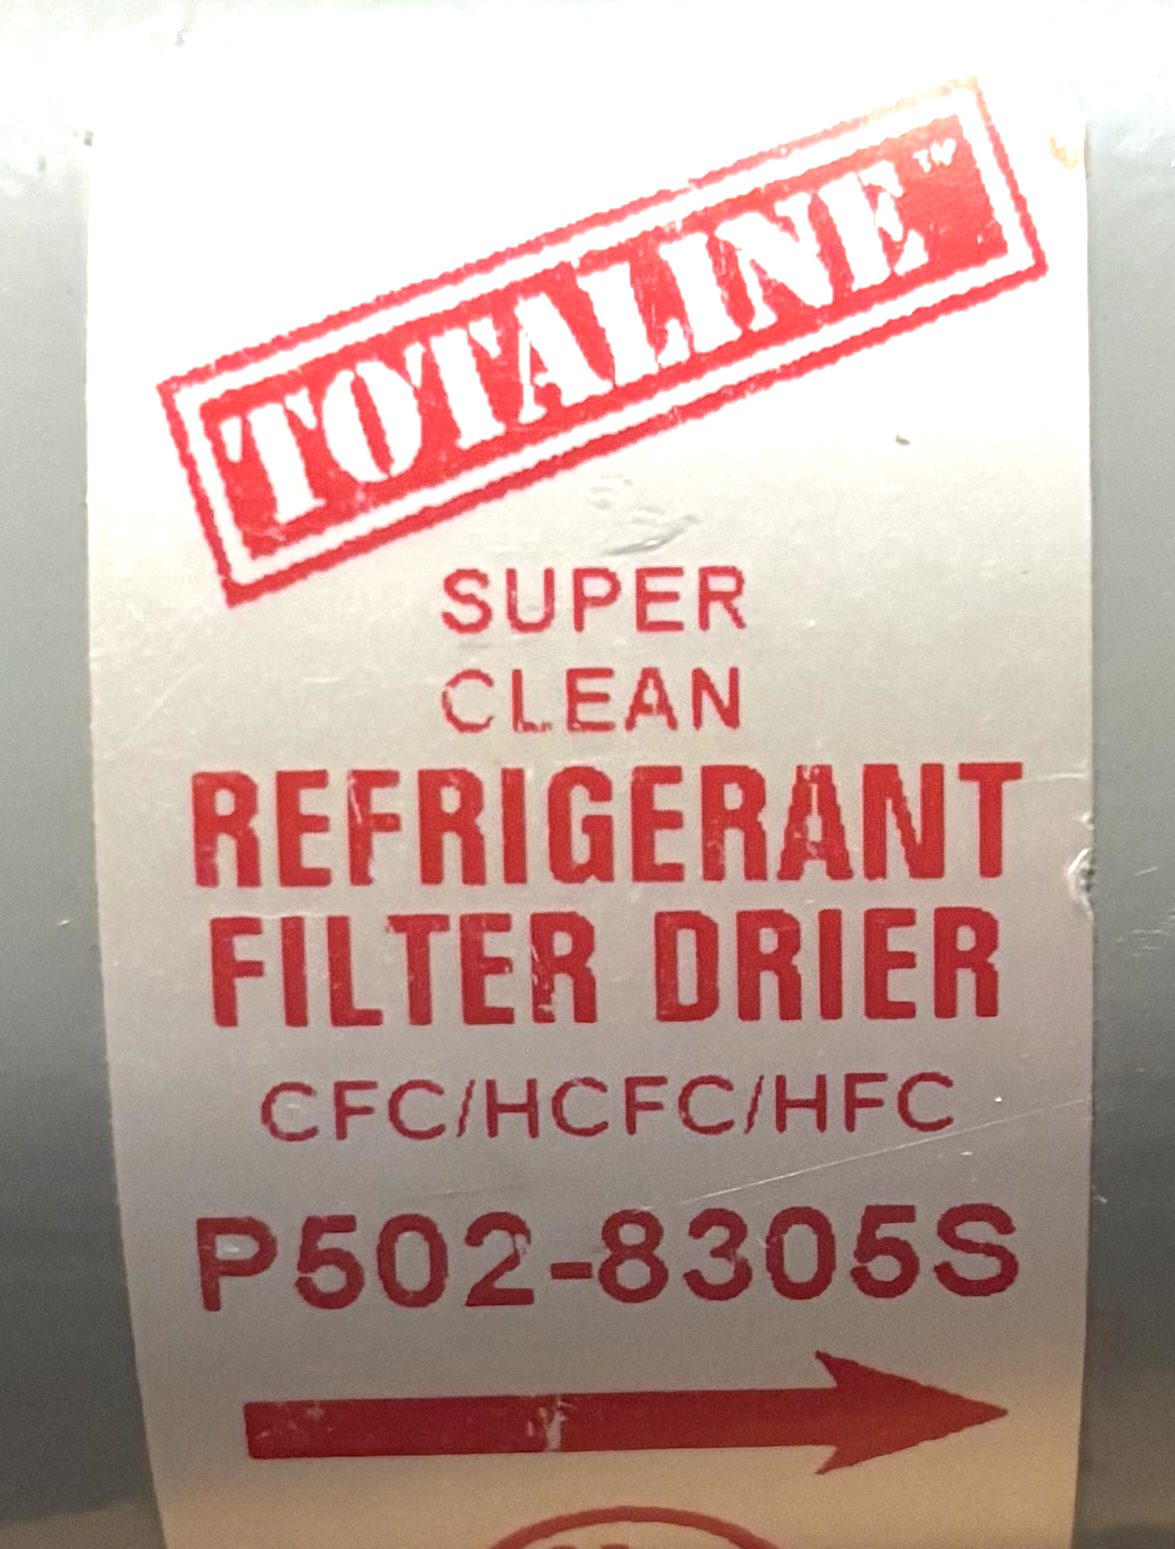 TOTALINE™
SUPER
CLEAN
REFRIGERANT
FILTER DRIER
CFC/HCFC/HFC
P502-8305S